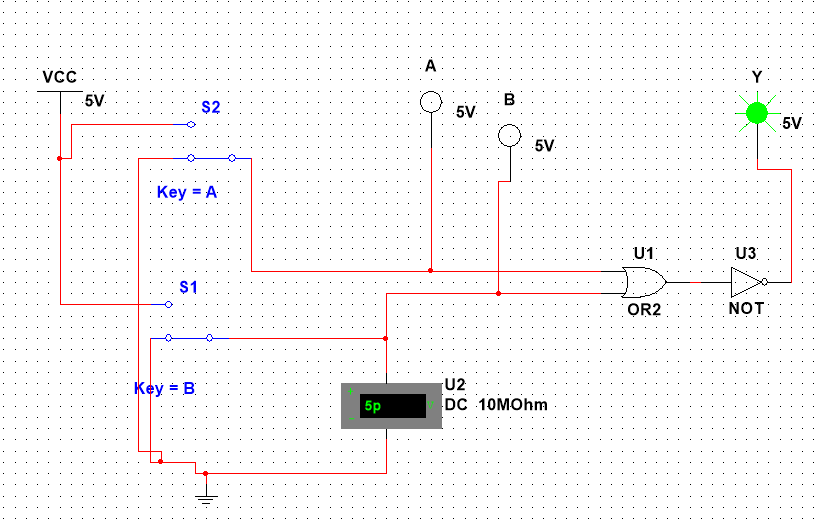 VCC
5V
S2
Key = A
A
5V
B
5V
Y
5V
S1
Key = B
U1
OR2
U3
NOT
U2
5p
V
DC 10MOhm